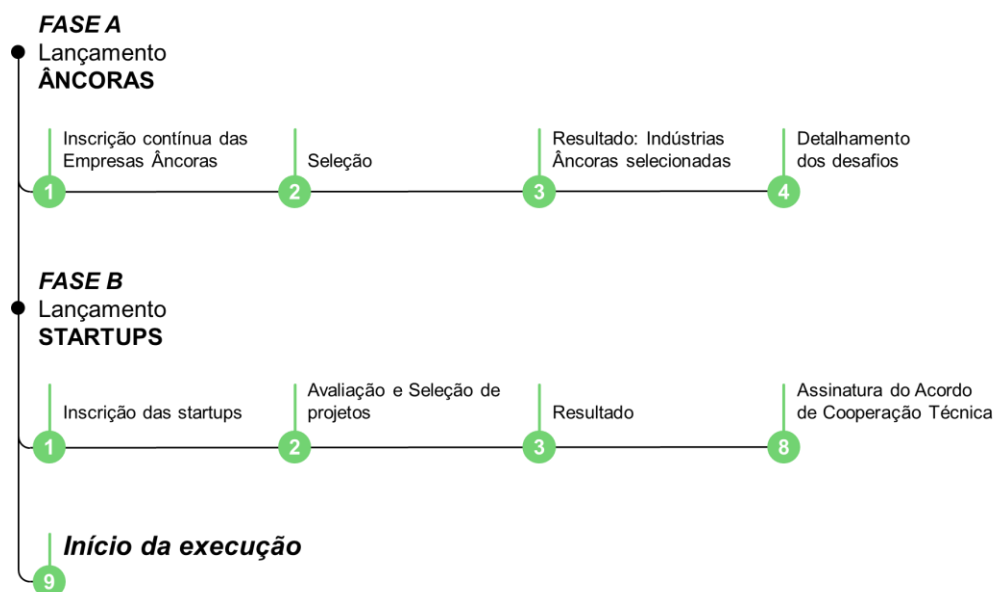 FASE A
Lançamento
ÂNCORAS
Inscrição contínua das
Empresas Âncoras
1
Seleção
2
Resultado: Indústrias
Âncoras selecionadas
3
Detalhamento
dos desafios
4
FASE B
Lançamento
STARTUPS
Inscrição das startups
1
Avaliação e Seleção de
projetos
2
Resultado
3
Assinatura do Acordo
de Cooperação Técnica
8
Início da execução
9